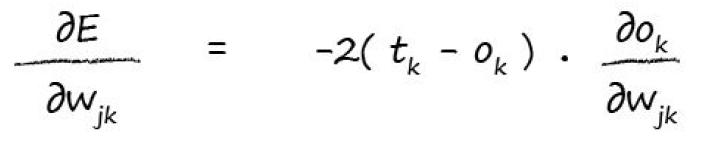 ∂E/∂w_jk = -2( t_k - o_k ) . ∂o_k/∂w_jk